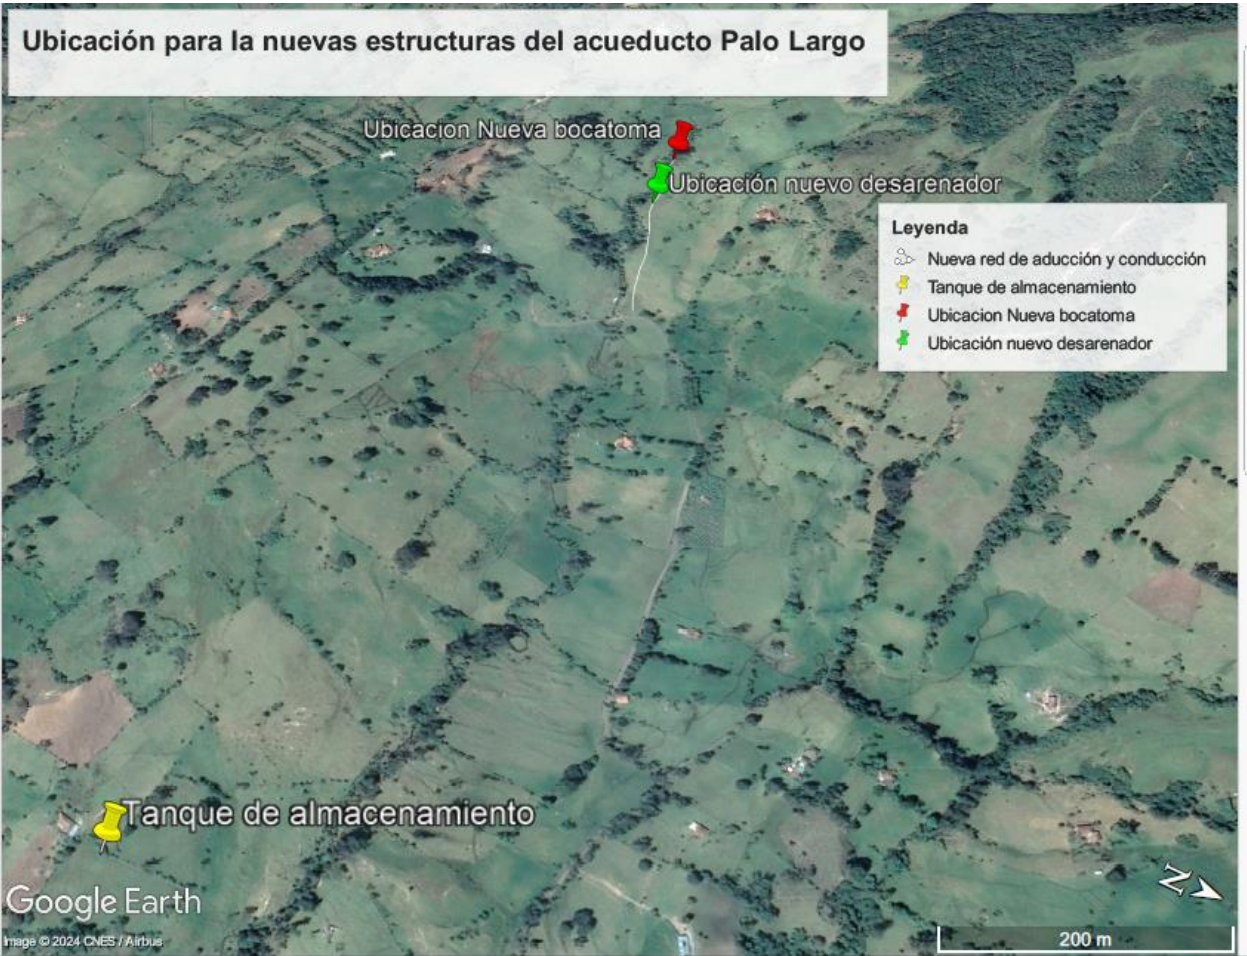 Ubicación para la nuevas estructuras del acueducto Palo Largo
Ubicacion Nueva bocatoma
Ubicación nuevo desarenador
Leyenda
Nueva red de aducción y conducción
Tanque de almacenamiento
Ubicacion Nueva bocatoma
Ubicación nuevo desarenador
Tanque de almacenamiento
Google Earth
Image © 2024 CNES / Airbus
N
200 m